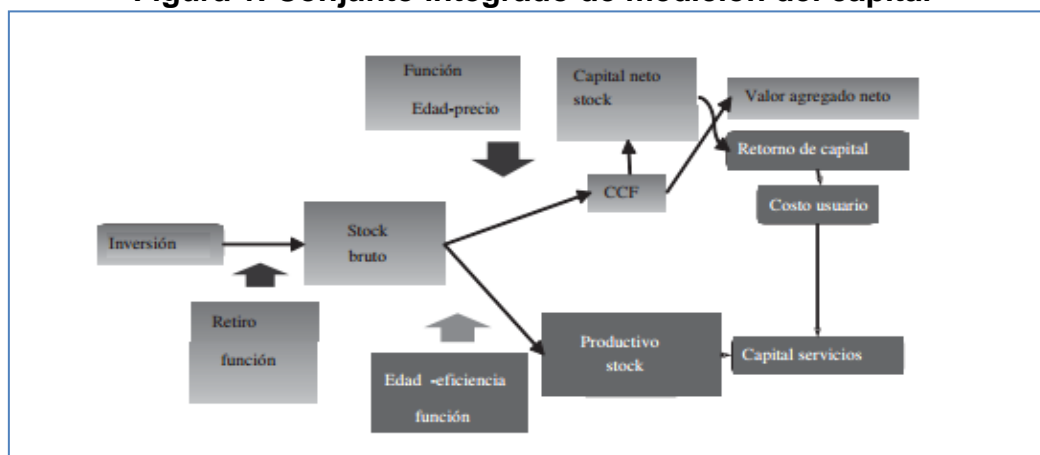 Figura 1. Conjunto integrado de medición del capital
Función
Edad-precio
Capital neto
stock
Valor agregado neto
Retorno de capital
CCF
Costo usuario
Inversión
Stock
bruto
Retiro
función
Productivo
stock
Capital servicios
Edad -eficiencia
función